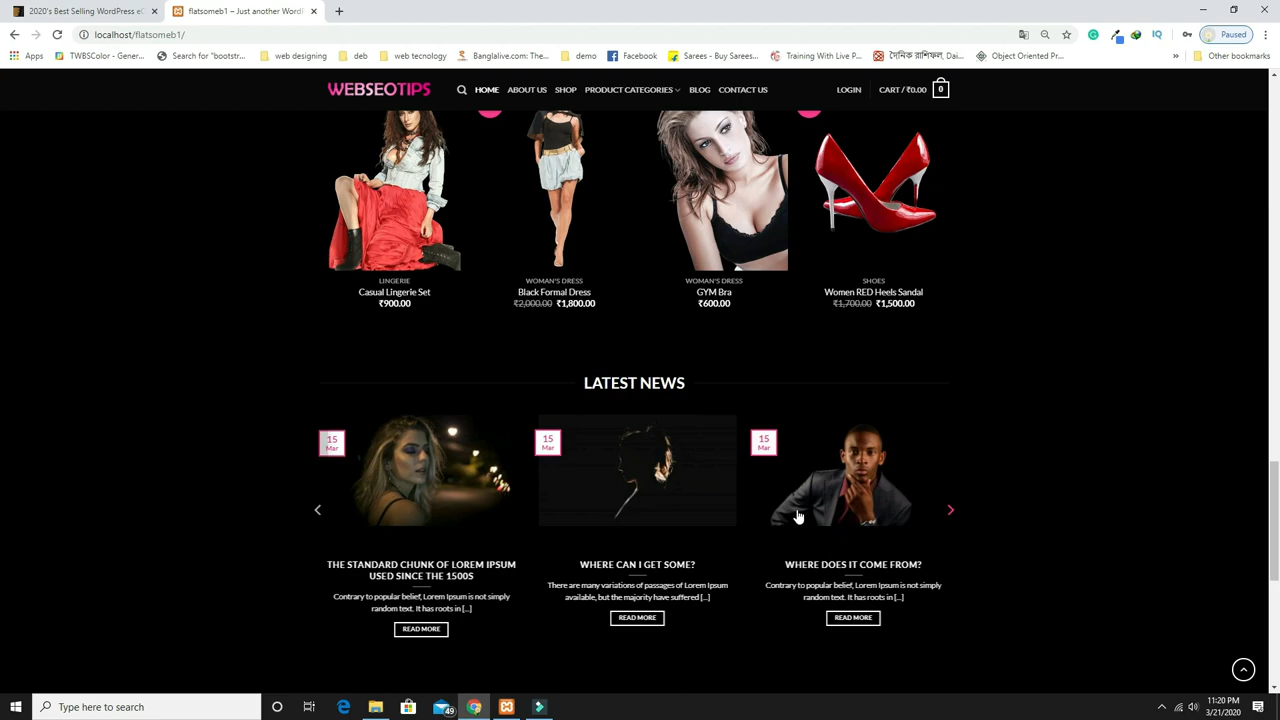 2020's Best Selling WordPress eC
flatsomeb1 – Just another WordPr
localhost/flatsomeb1/
Paused
Apps
TWBSColor - Gener...
Search for "bootstr...
web designing
deb
web tecnology
Banglalive.com: The...
demo
Facebook
Sarees - Buy Sarees...
Training With Live P...
দৈনিক রাশিফল, Dai...
Object Oriented Pr...
»
Other bookmarks
WEBSEOTIPS
HOME
ABOUT US
SHOP
PRODUCT CATEGORIES
BLOG
CONTACT US
LOGIN
CART / ₹0.00
0
LINGERIE
Casual Lingerie Set
₹900.00
WOMAN'S DRESS
Black Formal Dress
₹2,000.00 ₹1,800.00
WOMAN'S DRESS
GYM Bra
₹600.00
SHOES
Women RED Heels Sandal
₹1,700.00 ₹1,500.00
LATEST NEWS
15
Mar
15
Mar
15
Mar
THE STANDARD CHUNK OF LOREM IPSUM
USED SINCE THE 1500S
Contrary to popular belief, Lorem Ipsum is not simply
random text. It has roots in [...]
READ MORE
WHERE CAN I GET SOME?
There are many variations of passages of Lorem Ipsum
available, but the majority have suffered [...]
READ MORE
WHERE DOES IT COME FROM?
Contrary to popular belief, Lorem Ipsum is not simply
random text. It has roots in [...]
READ MORE
Type here to search
49
11:20 PM
3/21/2020